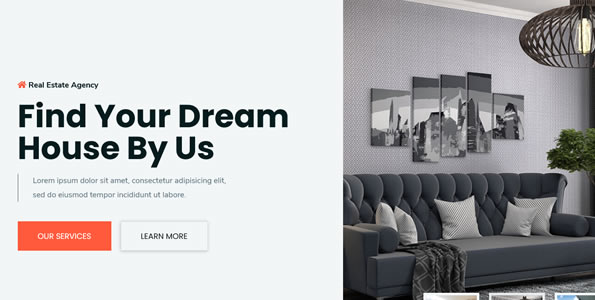 Real Estate Agency
Find Your Dream
House By Us
Lorem ipsum dolor sit amet, consectetur adipisicing elit,
sed do eiusmod tempor incididunt ut labore.
OUR SERVICES
LEARN MORE